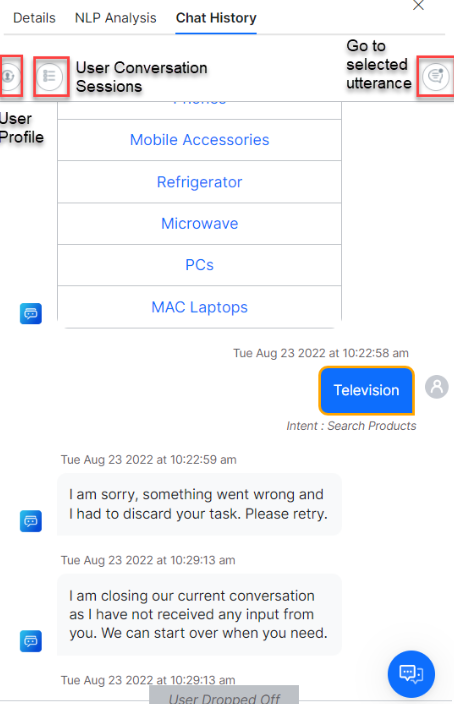 Details NLP Analysis Chat History
User Conversation
Sessions
Go to
selected
utterance
User
Profile
Phones
Mobile Accessories
Refrigerator
Microwave
PCs
MAC Laptops
Tue Aug 23 2022 at 10:22:58 am
Television
Intent : Search Products
Tue Aug 23 2022 at 10:22:59 am
I am sorry, something went wrong and
I had to discard your task. Please retry.
Tue Aug 23 2022 at 10:29:13 am
I am closing our current conversation
as I have not received any input from
you. We can start over when you need.
Tue Aug 23 2022 at 10:29:13 am
User Dropped Off